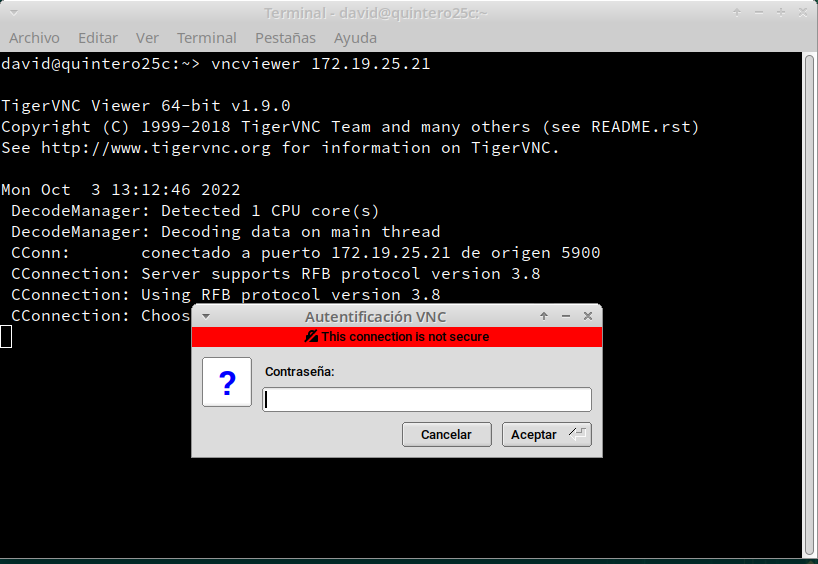 Terminal - david@quintero25c:~
Archivo Editar Ver Terminal Pestañas Ayuda
david@quintero25c:~> vncviewer 172.19.25.21
TigerVNC Viewer 64-bit v1.9.0
Copyright (C) 1999-2018 TigerVNC Team and many others (see README.rst)
See http://www.tigervnc.org for information on TigerVNC.
Mon Oct  3 13:12:46 2022
DecodeManager: Detected 1 CPU core(s)
DecodeManager: Decoding data on main thread
CConn:       conectado a puerto 172.19.25.21 de origen 5900
CConnection: Server supports RFB protocol version 3.8
CConnection: Using RFB protocol version 3.8
CConnection: Choos
Autentificación VNC
This connection is not secure
?
Contraseña:
Cancelar Aceptar